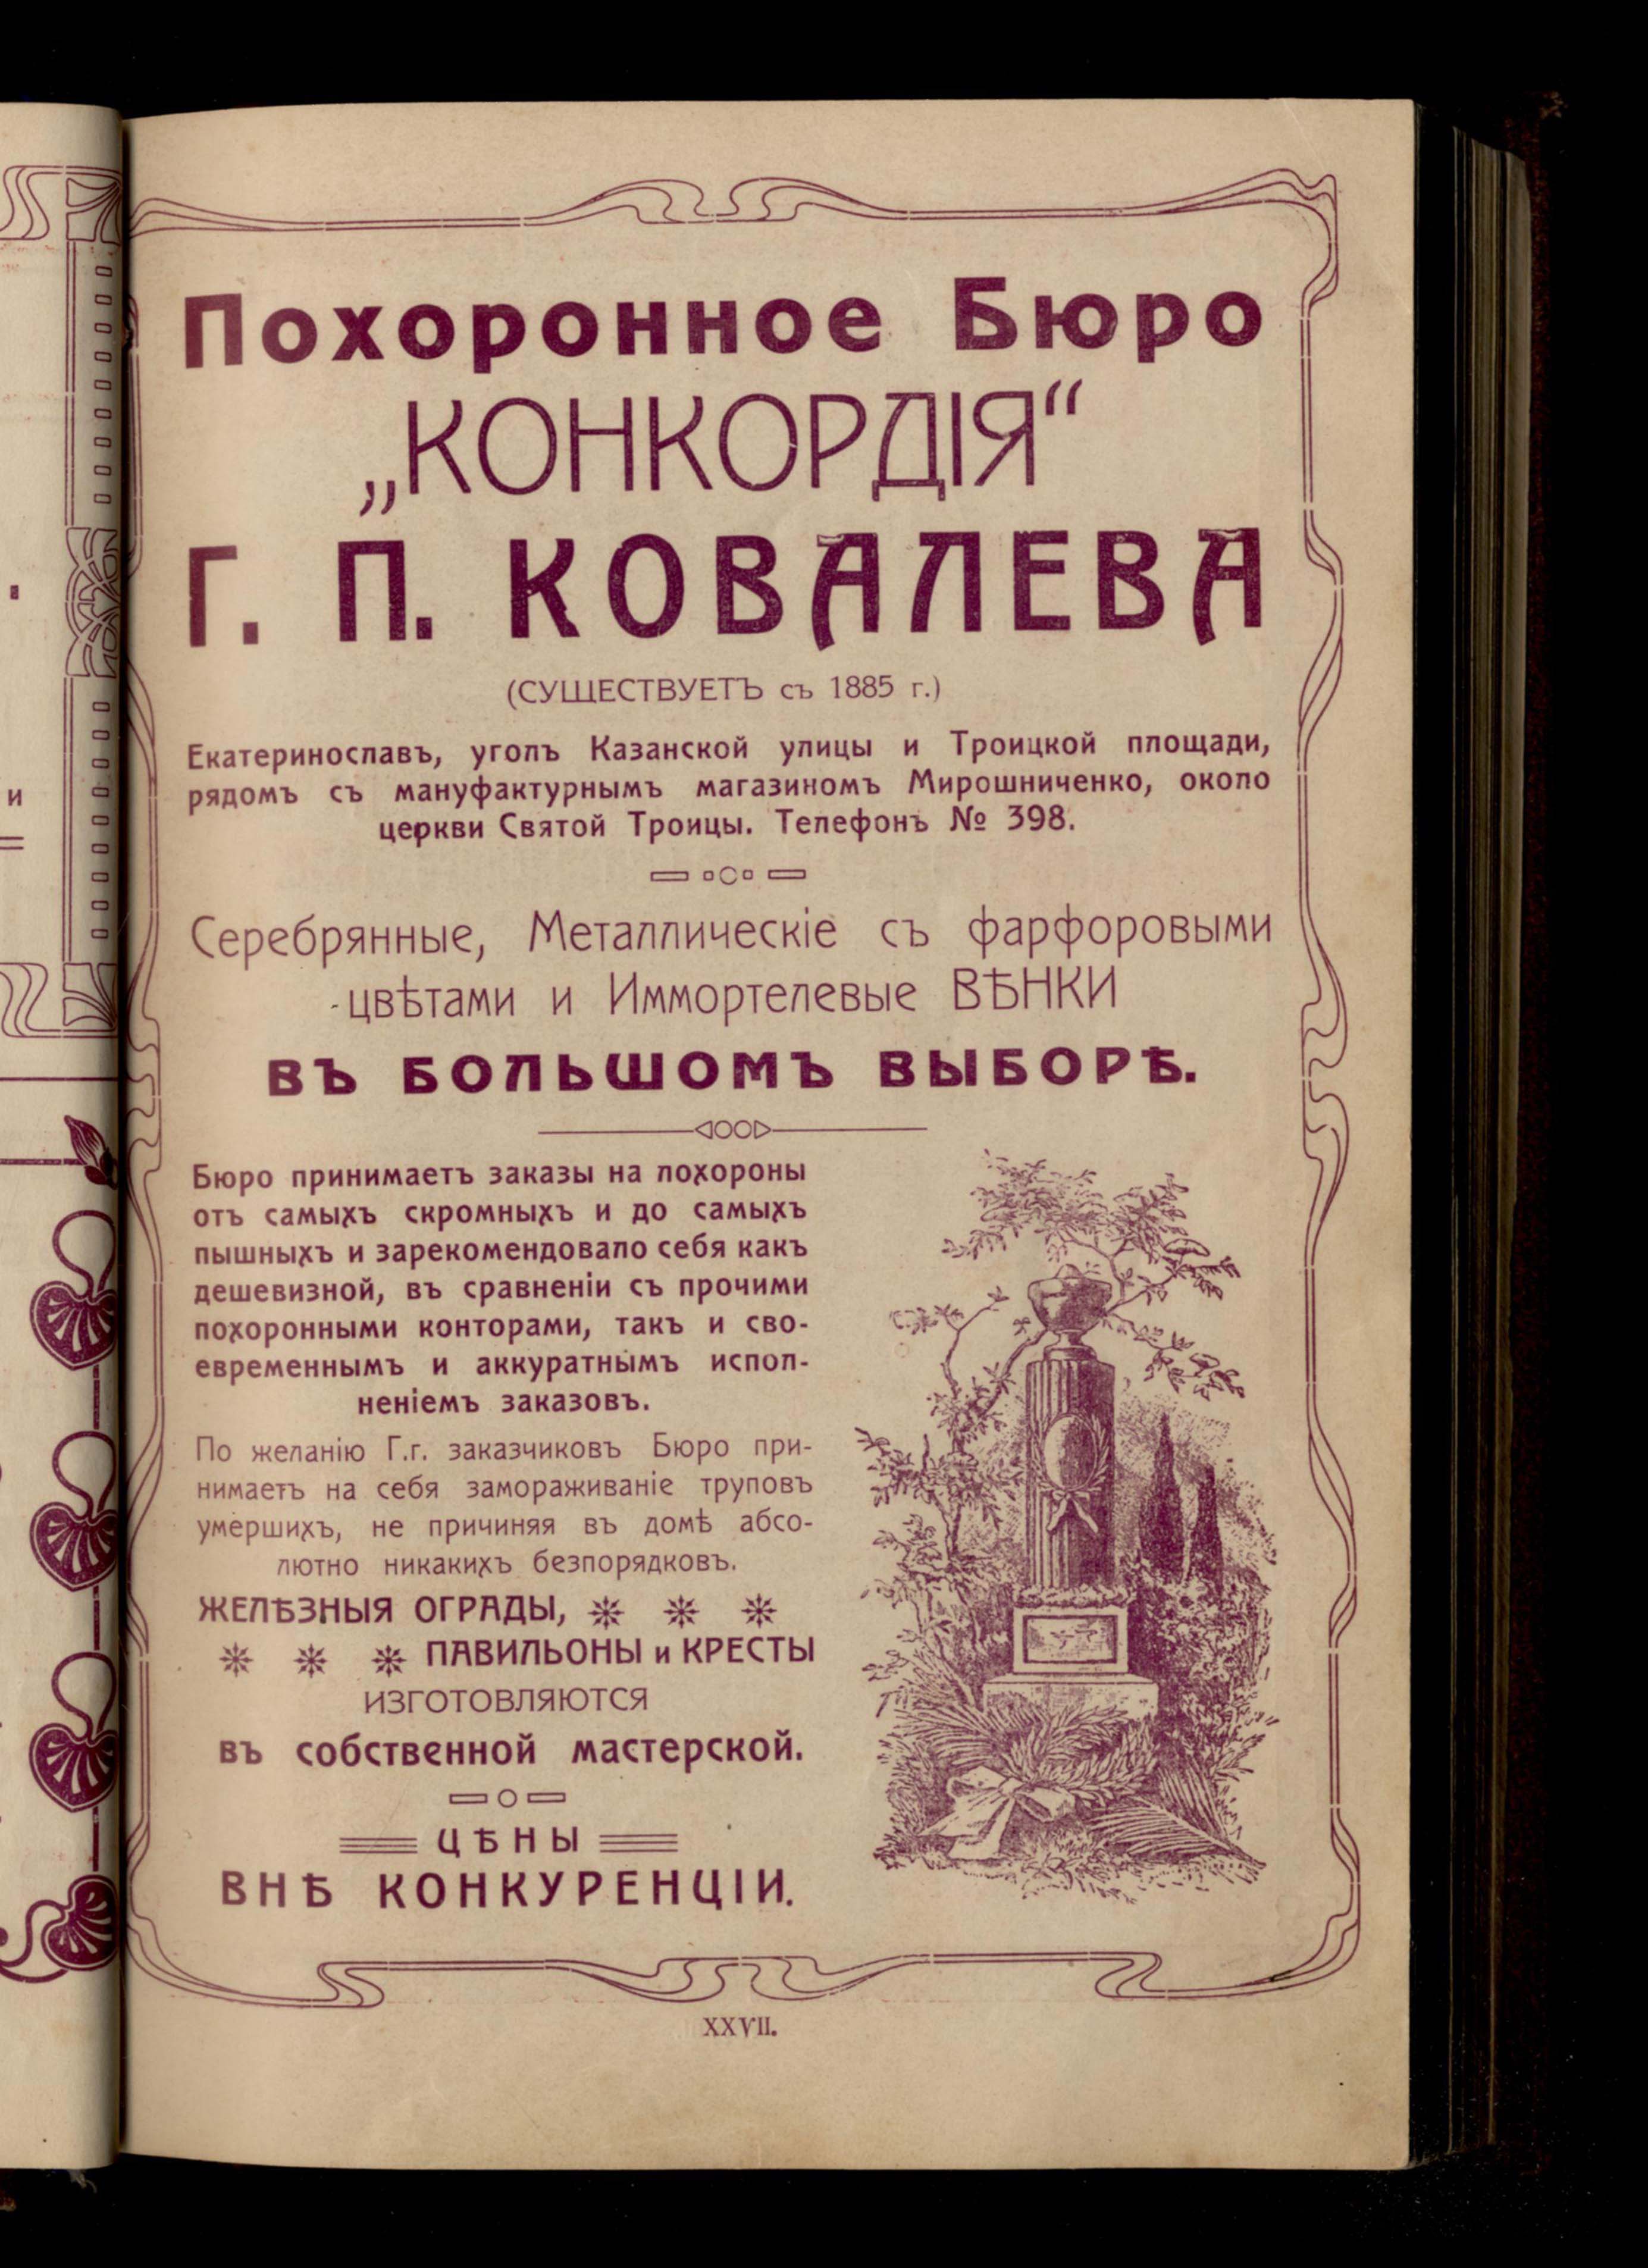 Похоронное Бюро
„КОНКОРДІЯ“
Г. П. КОВАЛЕВА
(СУЩЕСТВУЕТЪ съ 1885 г.)
Екатеринославъ, уголъ Казанской улицы и Троицкой площади,
рядомъ съ мануфактурнымъ магазиномъ Мирошниченко, около
церкви Святой Троицы. Телефонъ № 398.
Серебрянные, Металлическіе съ фарфоровыми
цвѣтами и Иммортелевые ВѢНКИ
ВЪ БОЛЬШОМЪ ВЫБОРѢ.
Бюро принимаетъ заказы на похороны
отъ самыхъ скромныхъ и до самыхъ
пышныхъ и зарекомендовало себя какъ
дешевизной, въ сравненіи съ прочими
похоронными конторами, такъ и сво-
евременнымъ и аккуратнымъ испол-
неніемъ заказовъ.
По желанію Г.г. заказчиковъ Бюро при-
нимаетъ на себя замораживаніе труповъ
умершихъ, не причиняя въ домѣ абсо-
лютно никакихъ безпорядковъ.
ЖЕЛѢЗНЫЯ ОГРАДЫ,
ПАВИЛЬОНЫ и КРЕСТЫ
ИЗГОТОВЛЯЮТСЯ
въ собственной мастерской.
ЦѢНЫ
ВНѢ КОНКУРЕНЦІИ.
XXVII.
и